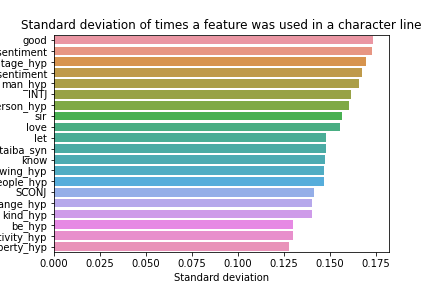 Standard deviation of times a feature was used in a character line
good
sentiment
tage_hyp
sentiment
man_hyp
INTJ
erson_hyp
sir
love
let
taiba_syn
know
wing_hyp
eople_hyp
SCONJ
ange_hyp
kind_hyp
be_hyp
tivity_hyp
perty_hyp
0.000 0.025 0.050 0.075 0.100 0.125 0.150 0.175
Standard deviation